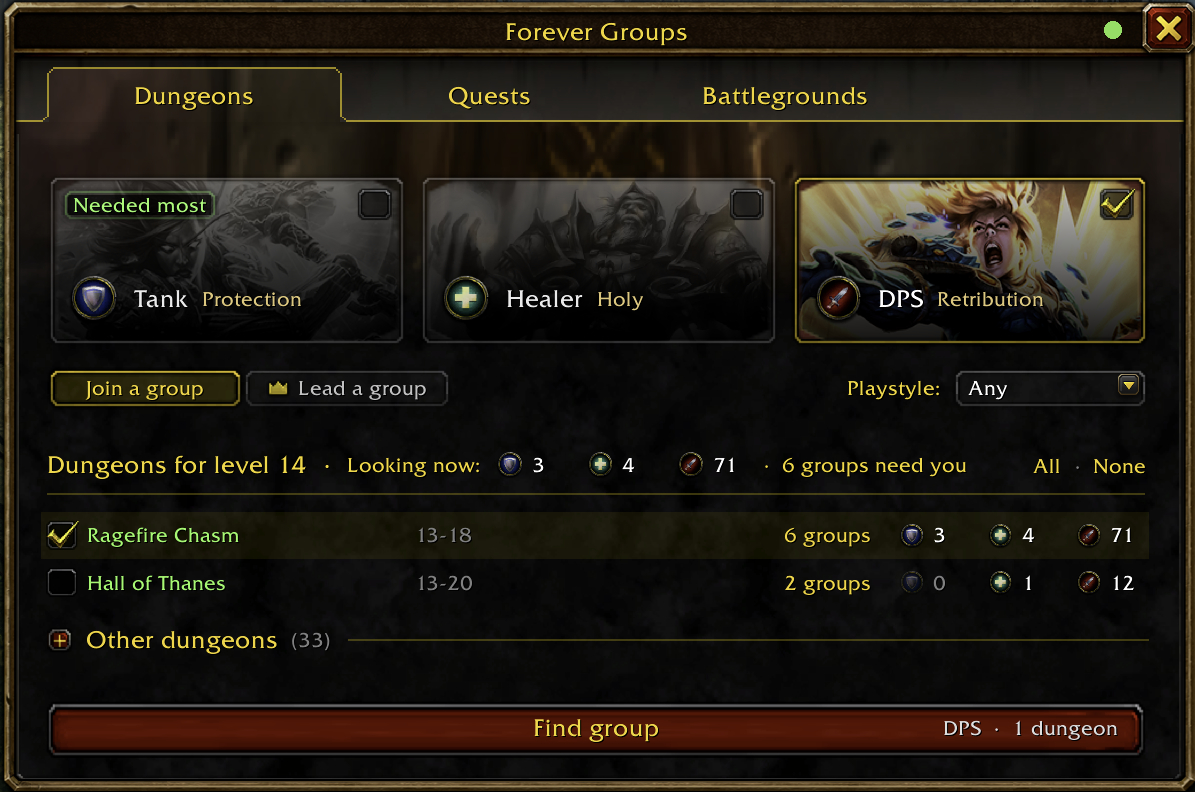 Forever Groups
Dungeons Quests Battlegrounds
Needed most
Tank Protection
Healer Holy
DPS Retribution
Join a group Lead a group Playstyle: Any
Dungeons for level 14 · Looking now: 3 4 71 · 6 groups need you All · None
Ragefire Chasm 13-18 6 groups 3 4 71
Hall of Thanes 13-20 2 groups 0 1 12
Other dungeons (33)
Find group DPS · 1 dungeon